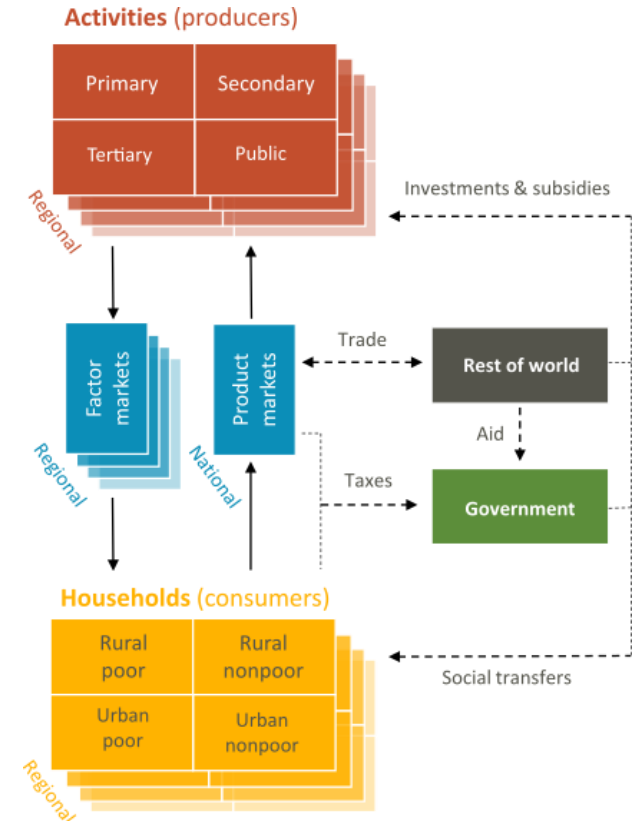 Activities (producers)
Primary
Secondary
Tertiary
Public
Regional
Investments & subsidies
Factor
markets
Regional
Product
markets
National
Trade
Rest of world
Aid
Taxes
Government
Households (consumers)
Rural
poor
Rural
nonpoor
Urban
poor
Urban
nonpoor
Regional
Social transfers